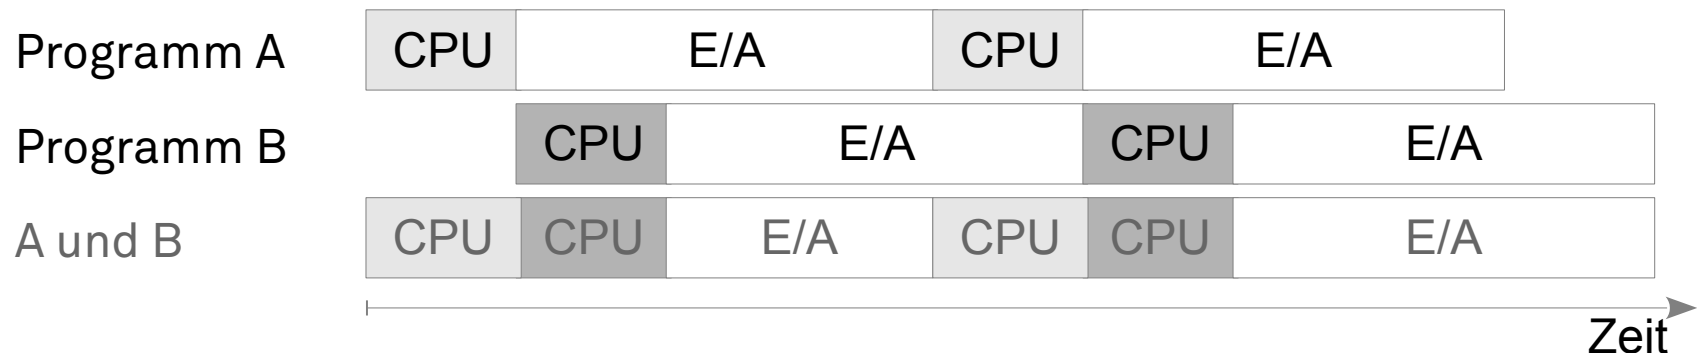 Programm A CPU E/A CPU E/A
Programm B CPU E/A CPU E/A
A und B CPU CPU E/A CPU CPU E/A
Zeit